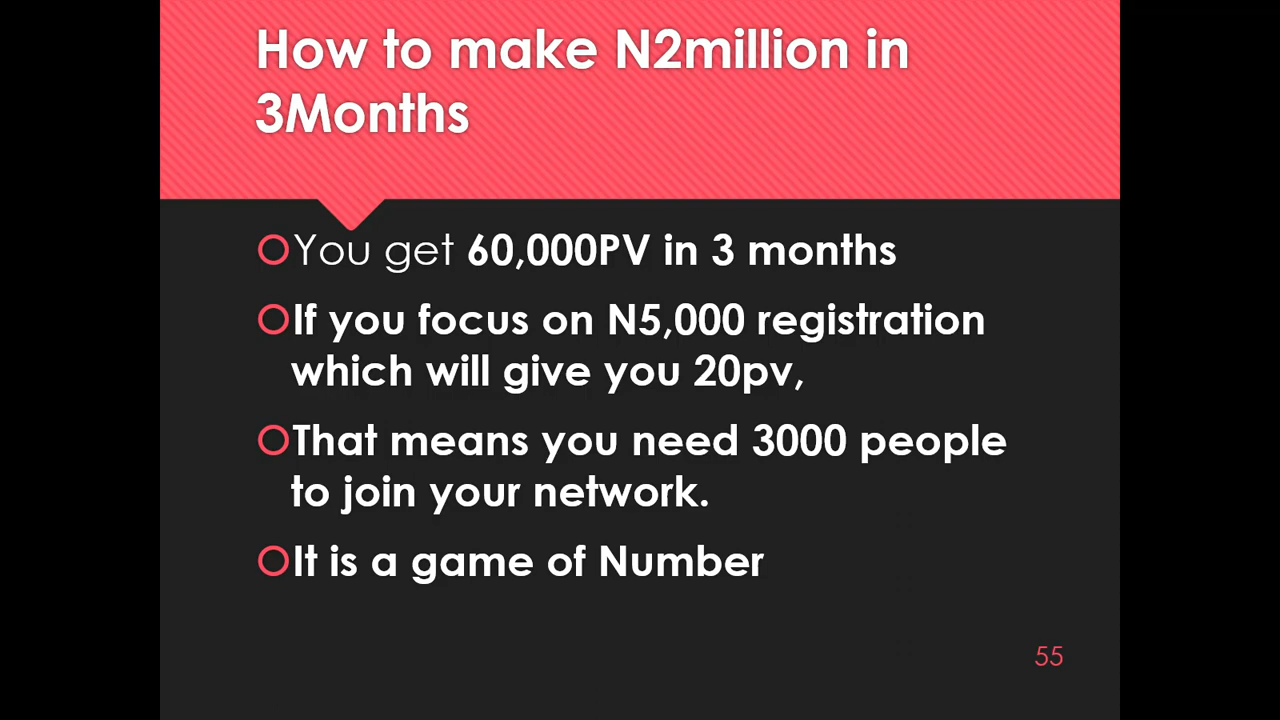 How to make N2million in
3Months
You get 60,000PV in 3 months
If you focus on N5,000 registration
which will give you 20pv,
That means you need 3000 people
to join your network.
It is a game of Number
55